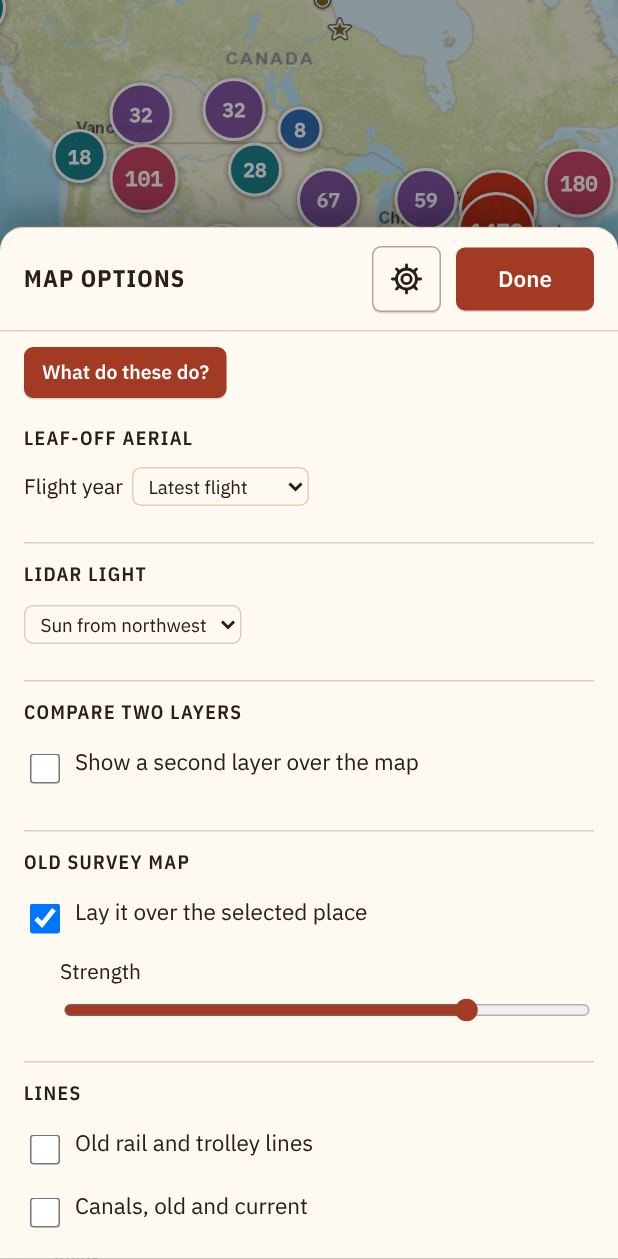 CANADA
32
32
8
Vancouver
18
101
28
67
59
180
MAP OPTIONS
Done
What do these do?
LEAF-OFF AERIAL
Flight year
Latest flight
LIDAR LIGHT
Sun from northwest
COMPARE TWO LAYERS
Show a second layer over the map
OLD SURVEY MAP
Lay it over the selected place
Strength
LINES
Old rail and trolley lines
Canals, old and current